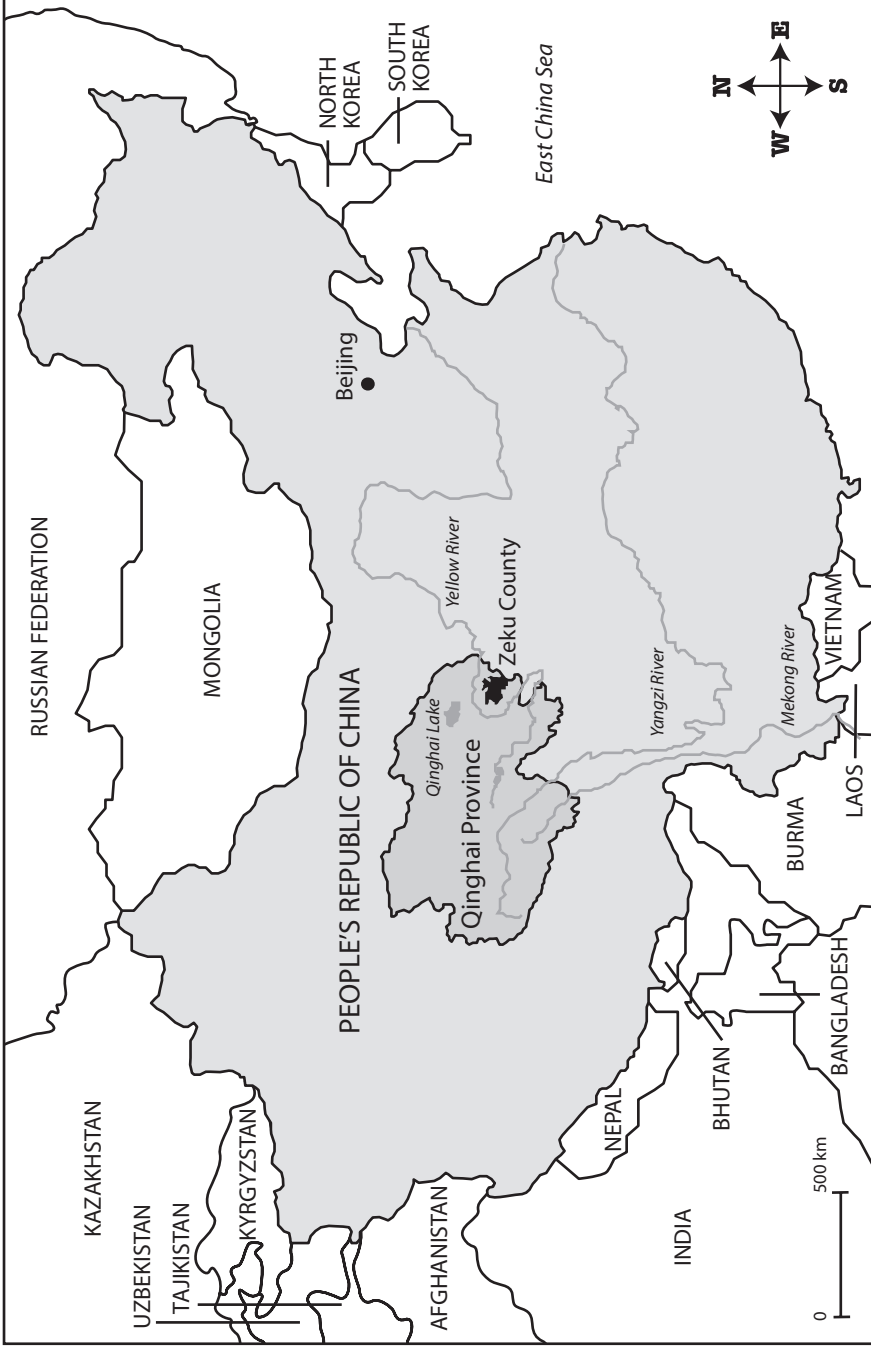 RUSSIAN FEDERATION
KAZAKHSTAN
MONGOLIA
UZBEKISTAN
TAJIKISTAN
KYRGYZSTAN
NORTH
KOREA
SOUTH
KOREA
Beijing
PEOPLE'S REPUBLIC OF CHINA
Qinghai Lake
Yellow River
Qinghai Province
Zeku County
AFGHANISTAN
East China Sea
NEPAL
Yangzi River
INDIA
BHUTAN
BURMA
Mekong River
VIETNAM
BANGLADESH
LAOS
N
W
E
S
0
500 km